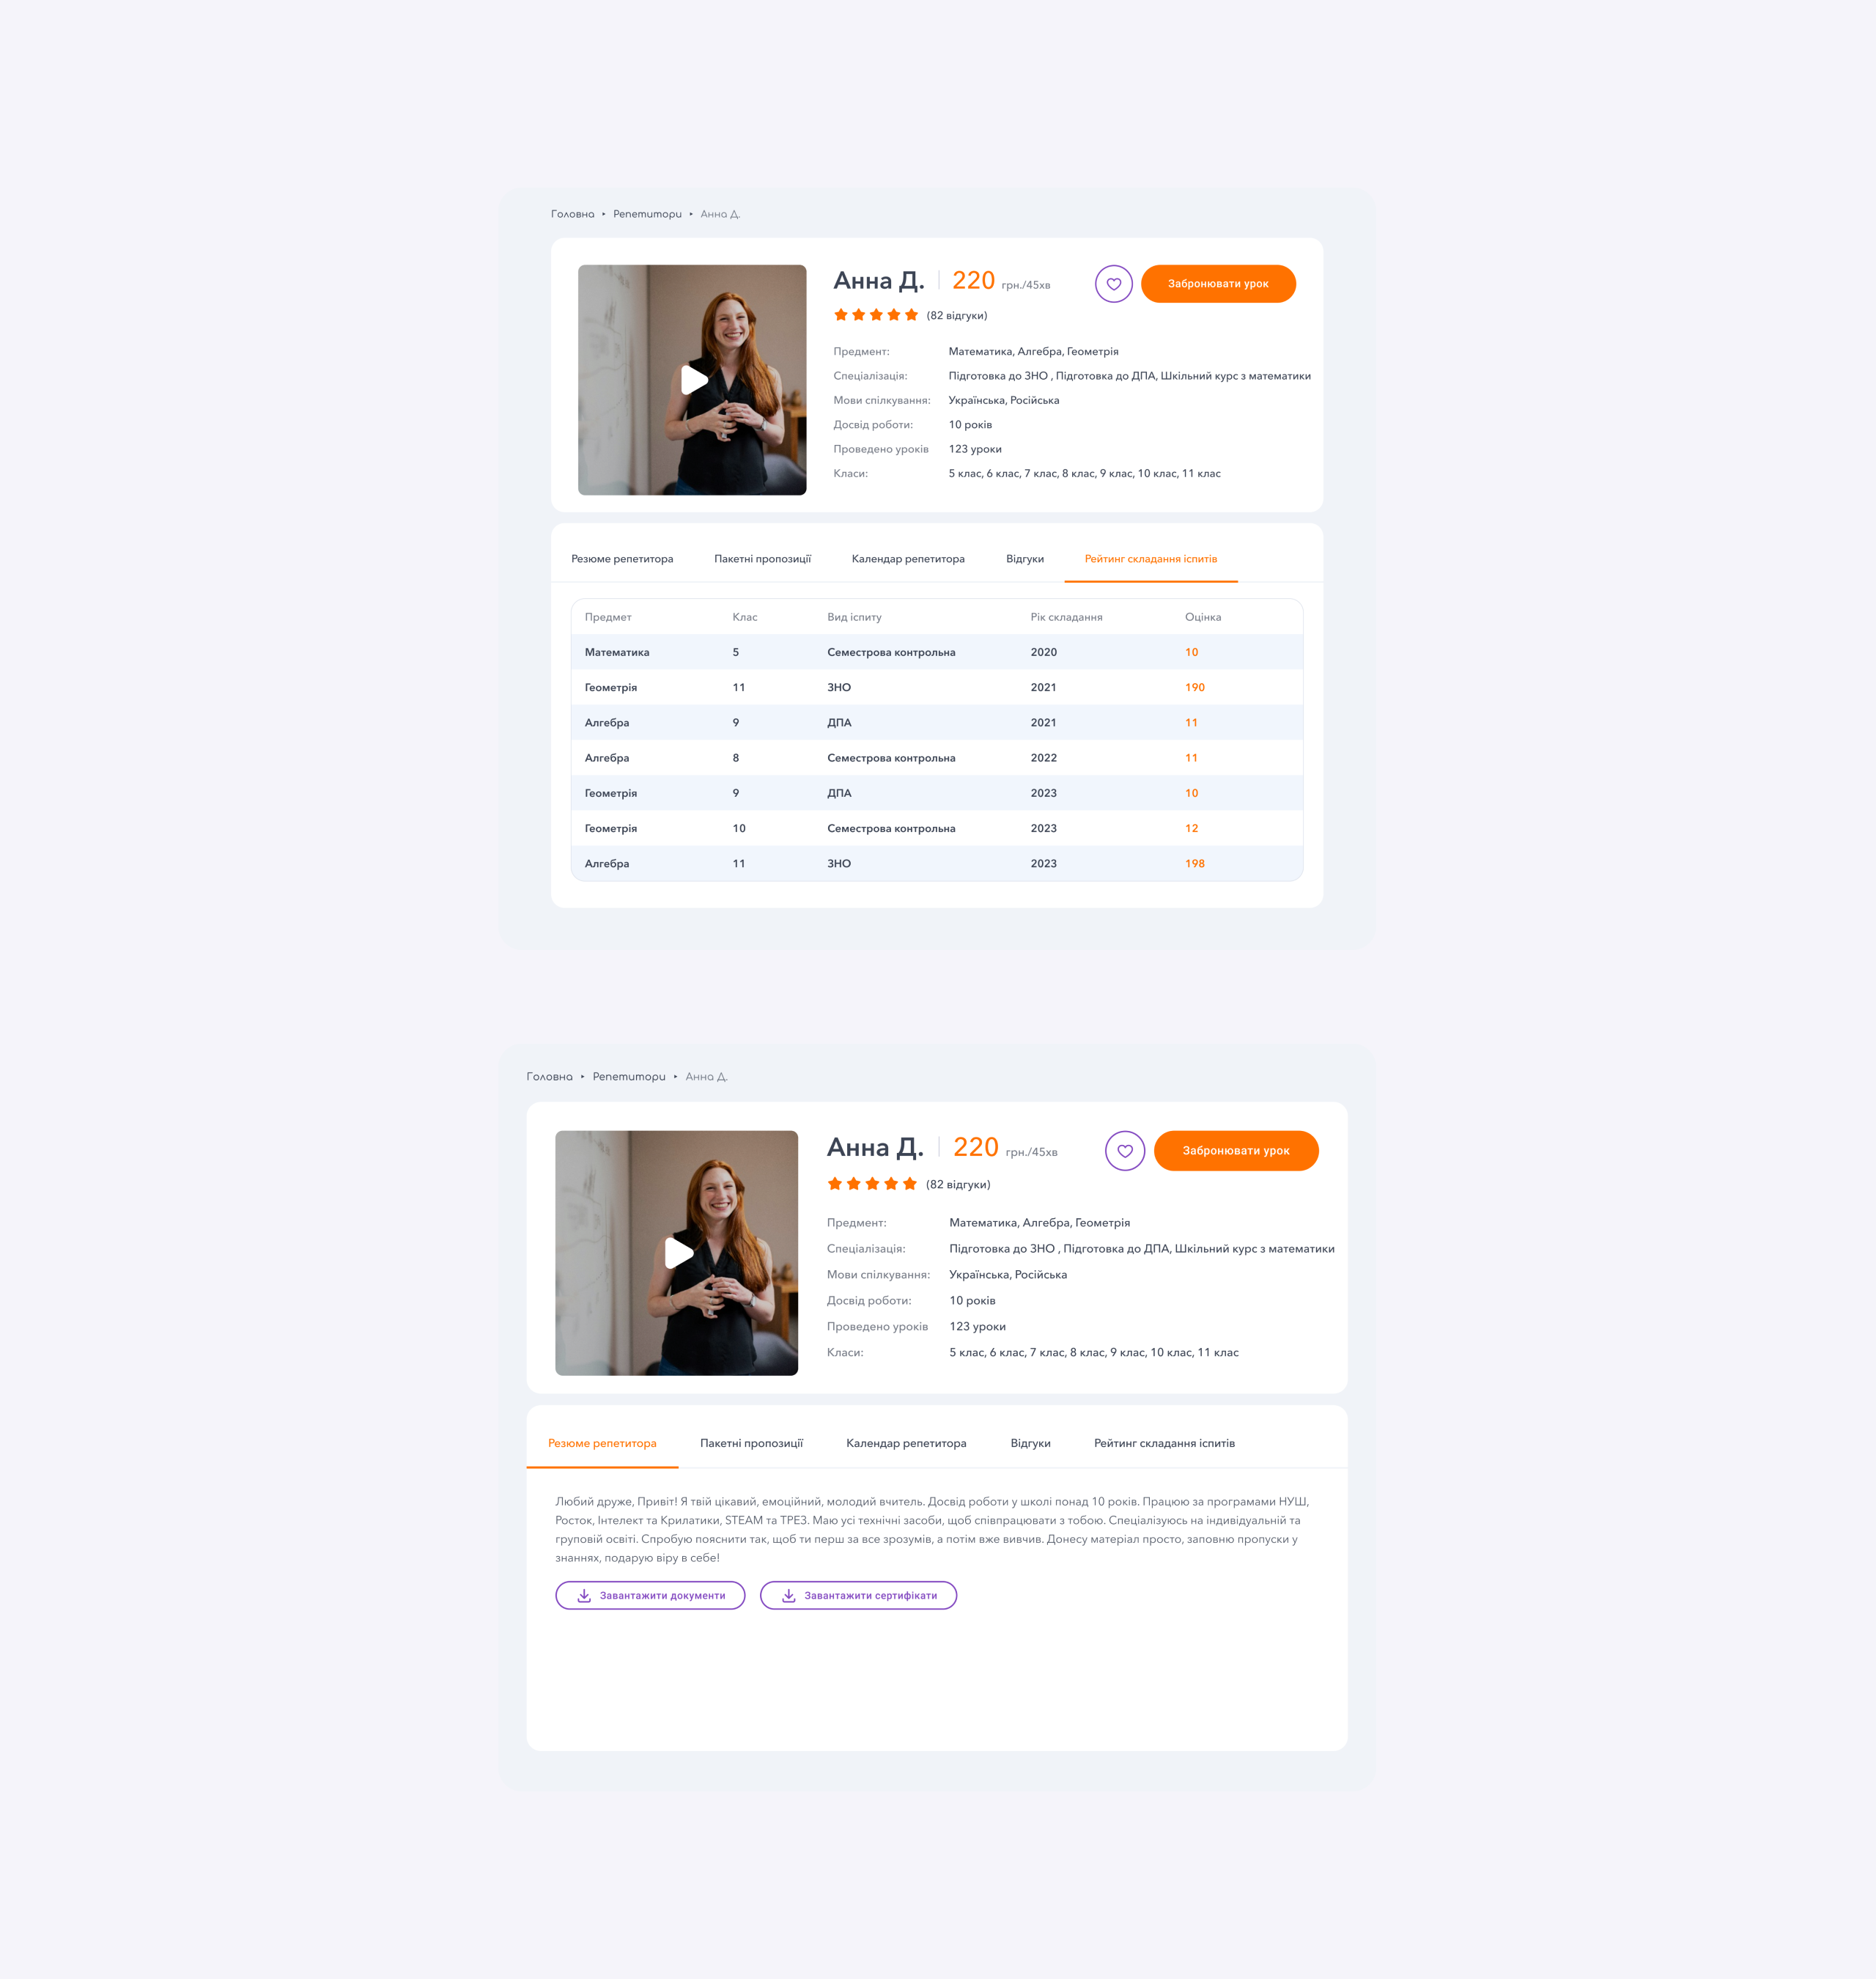 Головна ‣ Репетитори ‣ Анна Д.
Анна Д. | 220 грн./45хв
Забронювати урок
(82 відгуки)
Предмент: Математика, Алгебра, Геометрія
Спеціалізація: Підготовка до ЗНО , Підготовка до ДПА, Шкільний курс з математики
Мови спілкування: Українська, Російська
Досвід роботи: 10 років
Проведено уроків 123 уроки
Класи: 5 клас, 6 клас, 7 клас, 8 клас, 9 клас, 10 клас, 11 клас
Резюме репетитора Пакетні пропозиції Календар репетитора Відгуки Рейтинг складання іспитів
Предмет Клас Вид іспиту Рік складання Оцінка
Математика 5 Семестрова контрольна 2020 10
Геометрія 11 ЗНО 2021 190
Алгебра 9 ДПА 2021 11
Алгебра 8 Семестрова контрольна 2022 11
Геометрія 9 ДПА 2023 10
Геометрія 10 Семестрова контрольна 2023 12
Алгебра 11 ЗНО 2023 198
Головна ‣ Репетитори ‣ Анна Д.
Анна Д. | 220 грн./45хв
Забронювати урок
(82 відгуки)
Предмент: Математика, Алгебра, Геометрія
Спеціалізація: Підготовка до ЗНО , Підготовка до ДПА, Шкільний курс з математики
Мови спілкування: Українська, Російська
Досвід роботи: 10 років
Проведено уроків 123 уроки
Класи: 5 клас, 6 клас, 7 клас, 8 клас, 9 клас, 10 клас, 11 клас
Резюме репетитора Пакетні пропозиції Календар репетитора Відгуки Рейтинг складання іспитів
Любий друже, Привіт! Я твій цікавий, емоційний, молодий вчитель. Досвід роботи у школі понад 10 років. Працюю за програмами НУШ,
Росток, Інтелект та Крилатики, STEAM та ТРЕЗ. Маю усі технічні засоби, щоб співпрацювати з тобою. Спеціалізуюсь на індивідуальній та
груповій освіті. Спробую пояснити так, щоб ти перш за все зрозумів, а потім вже вивчив. Донесу матеріал просто, заповню пропуски у
знаннях, подарую віру в себе!
Завантажити документи Завантажити сертифікати